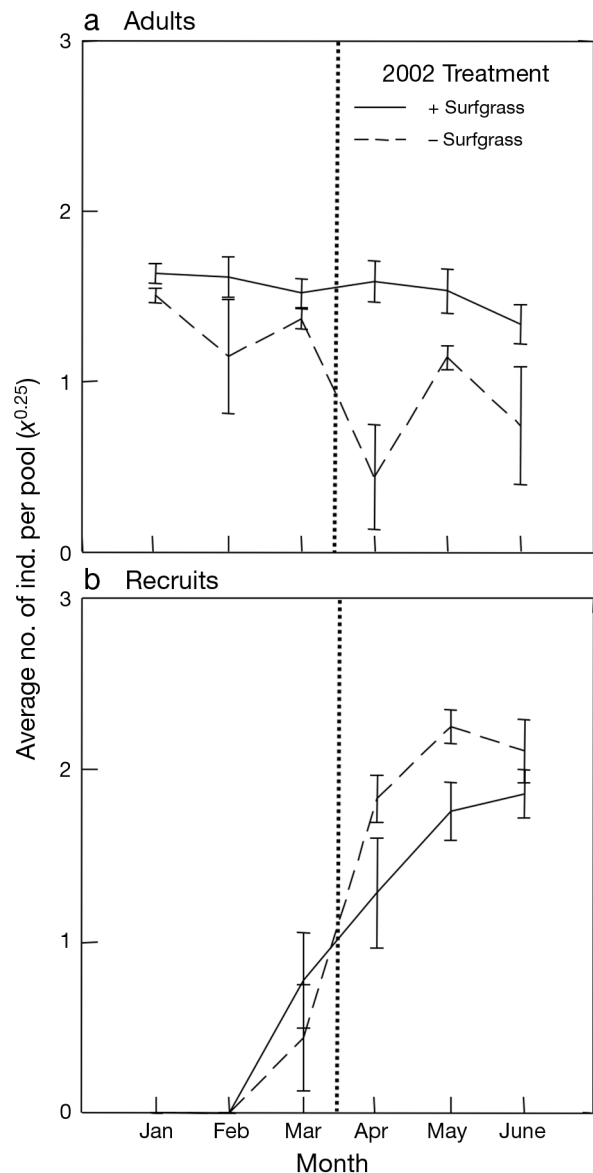 a Adults
3
2002 Treatment
+ Surfgrass
– Surfgrass
2
1
0
Average no. of ind. per pool (x^0.25)
b Recruits
3
2
1
0
Jan Feb Mar Apr May June
Month